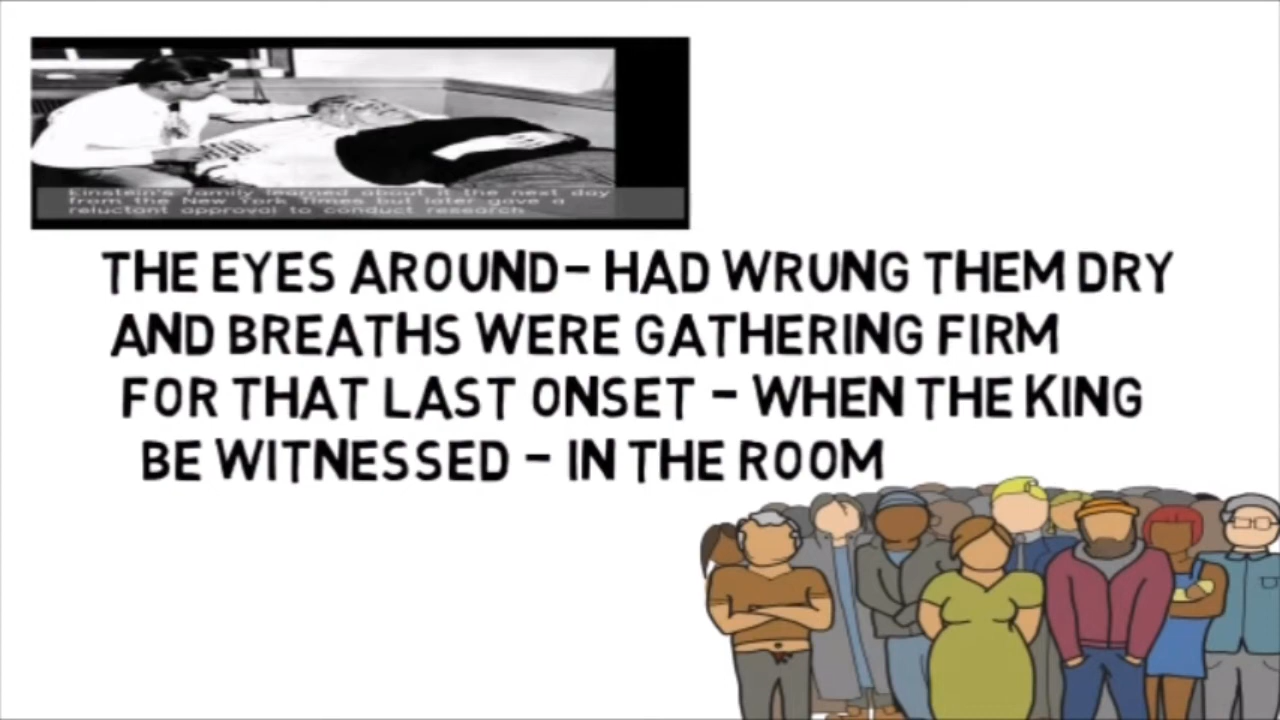 Einstein's family learned about it the next day
from the New York Times but later gave a
reluctant approval to conduct research
THE EYES AROUND- HAD WRUNG THEM DRY
AND BREATHS WERE GATHERING FIRM
FOR THAT LAST ONSET - WHEN THE KING
BE WITNESSED - IN THE ROOM